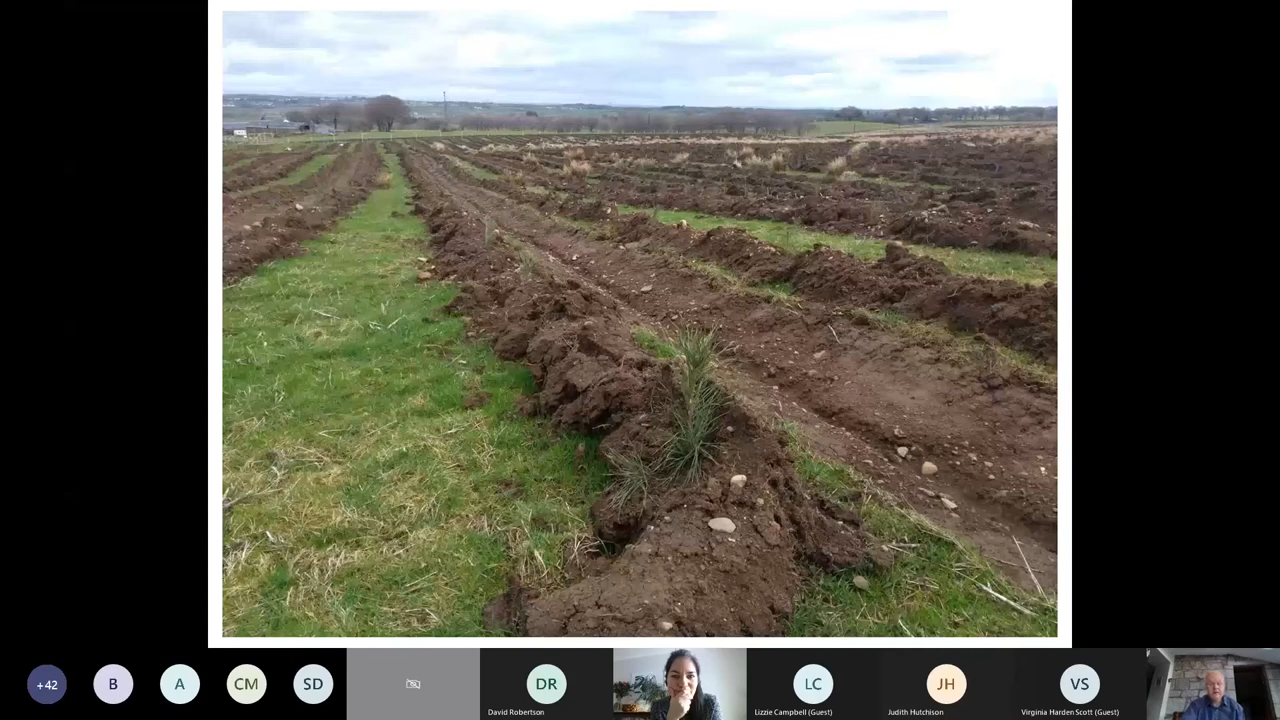 +42
B
A
CM
SD
DR
David Robertson
LC
Lizzie Campbell (Guest)
JH
Judith Hutchison
VS
Virginia Harden Scott (Guest)